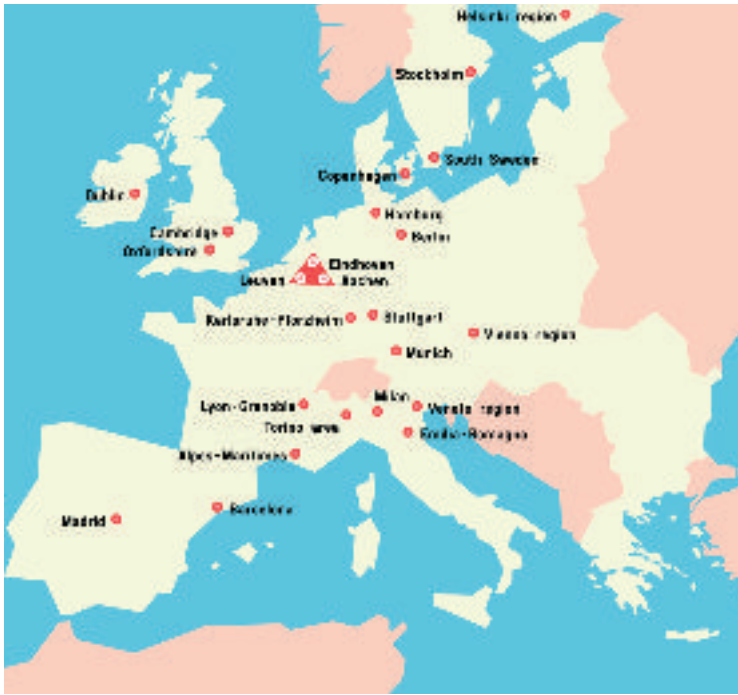 Helsinki region
Stockholm
South Sweden
Copenhagen
Dublin
Hamburg
Cambridge
Berlin
Oxfordshire
Eindhoven
Leuven
Aachen
Karlsruhe-Pforzheim
Stuttgart
Vienna region
Munich
Milan
Lyon-Grenoble
Veneto region
Torino area
Emilia-Romagna
Alpes-Maritimes
Barcelona
Madrid